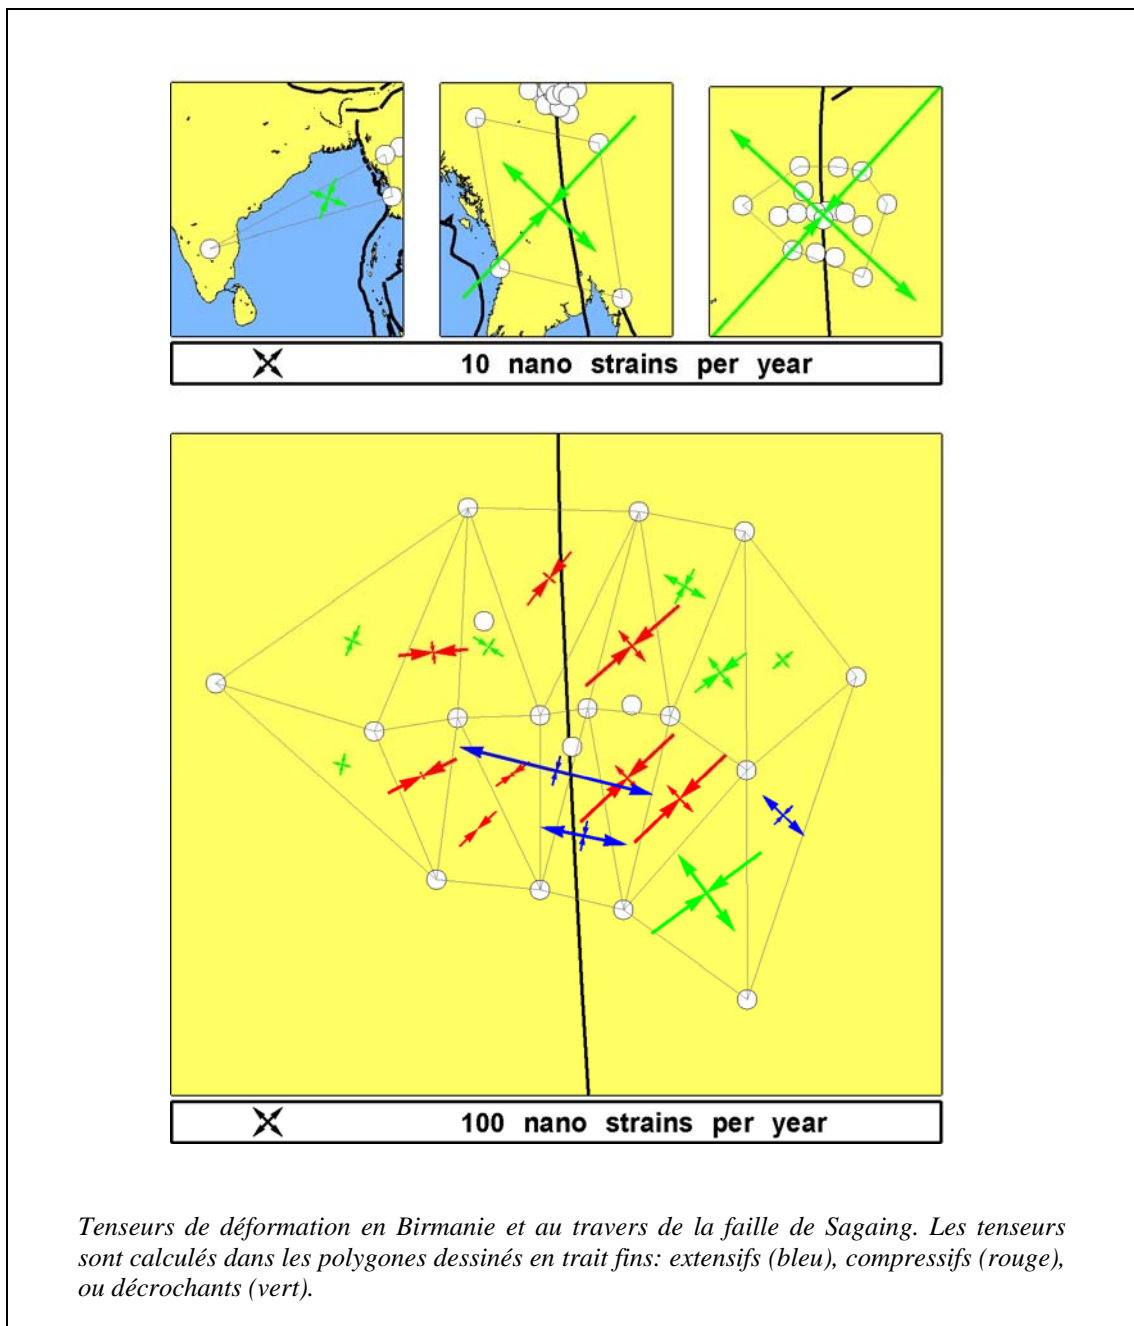 10 nano strains per year
100 nano strains per year
Tenseurs de déformation en Birmanie et au travers de la faille de Sagaing. Les tenseurs
sont calculés dans les polygones dessinés en trait fins: extensifs (bleu), compressifs (rouge),
ou décrochants (vert).